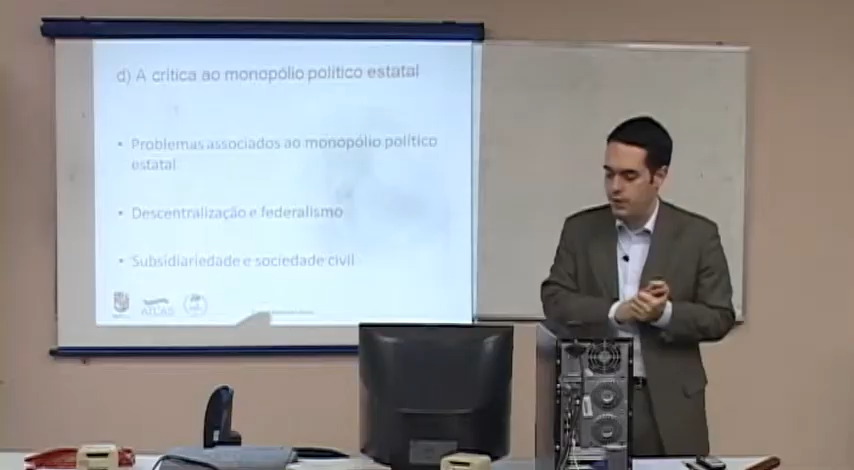 d) A crítica ao monopólio político estatal
• Problemas associados ao monopólio político
estatal
• Descentralização e federalismo
• Subsidiariedade e sociedade civil
ATLAS